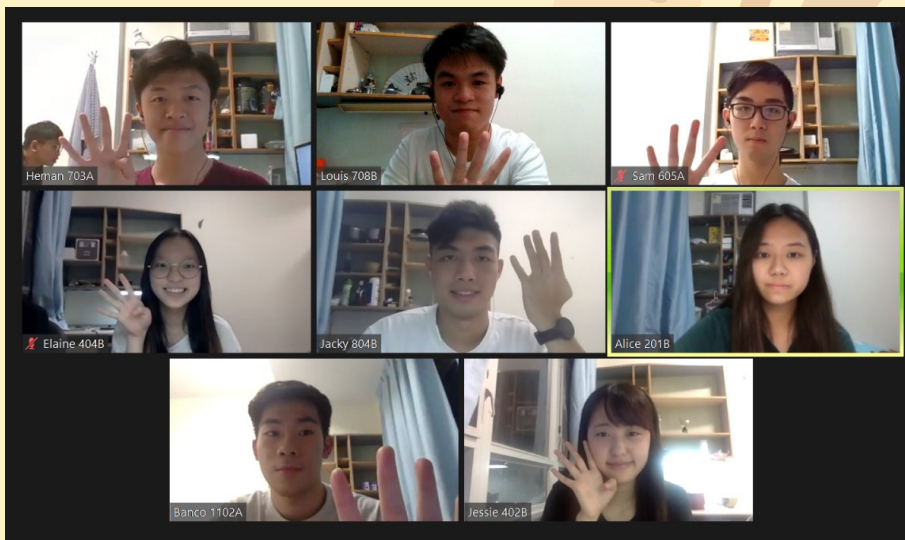 Heman 703A
Louis 708B
Sam 605A
Elaine 404B
Jacky 804B
Alice 201B
Banco 1102A
Jessie 402B